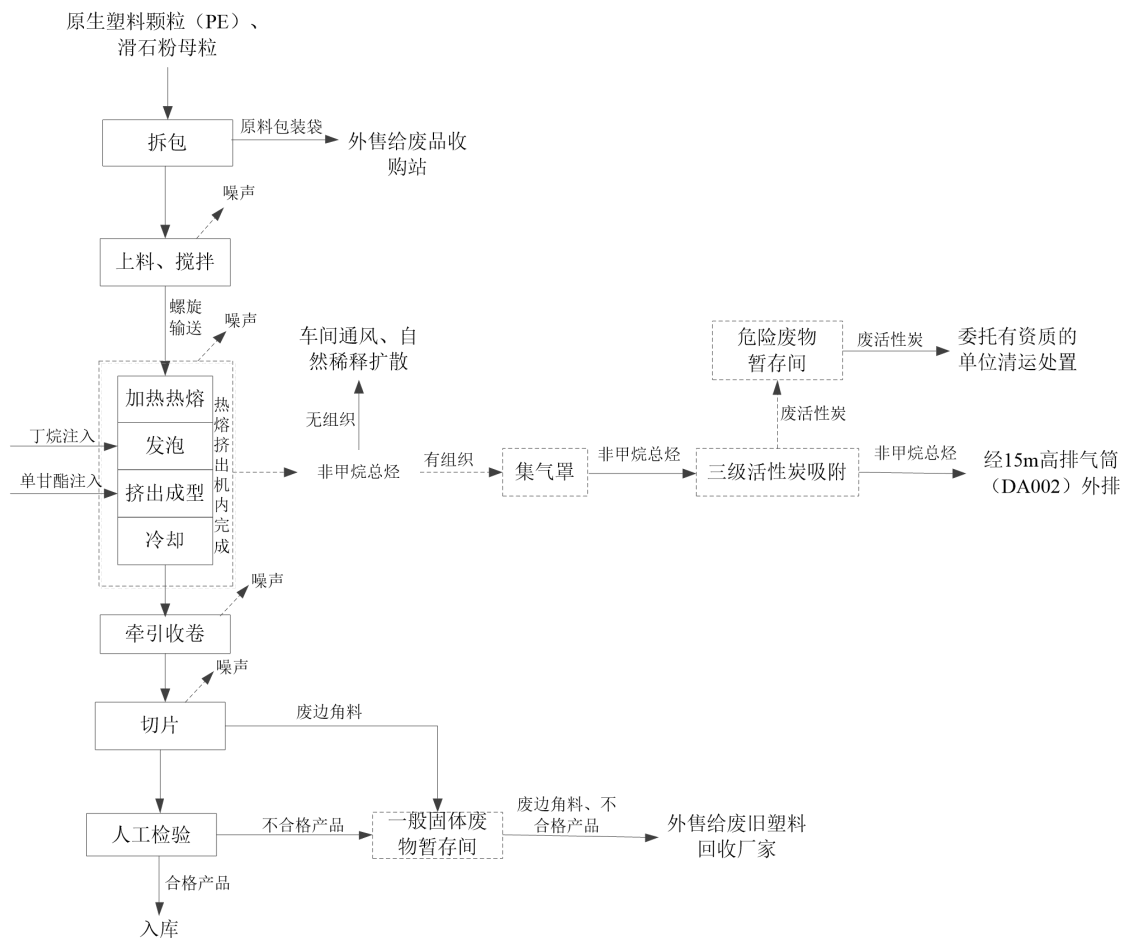 原生塑料颗粒（PE）、
滑石粉母粒
拆包
原料包装袋
外售给废品收
购站
噪声
上料、搅拌
螺旋
输送
噪声
车间通风、自
然稀释扩散
危险废物
暂存间
废活性炭
委托有资质的
单位清运处置
加热热熔
热熔挤出机内完成
无组织
废活性炭
丁烷注入
发泡
非甲烷总烃
有组织
集气罩
非甲烷总烃
三级活性炭吸附
非甲烷总烃
经15m高排气筒
（DA002）外排
单甘酯注入
挤出成型
冷却
噪声
牵引收卷
噪声
切片
废边角料
人工检验
不合格产品
一般固体废
物暂存间
废边角料、不
合格产品
外售给废旧塑料
回收厂家
合格产品
入库